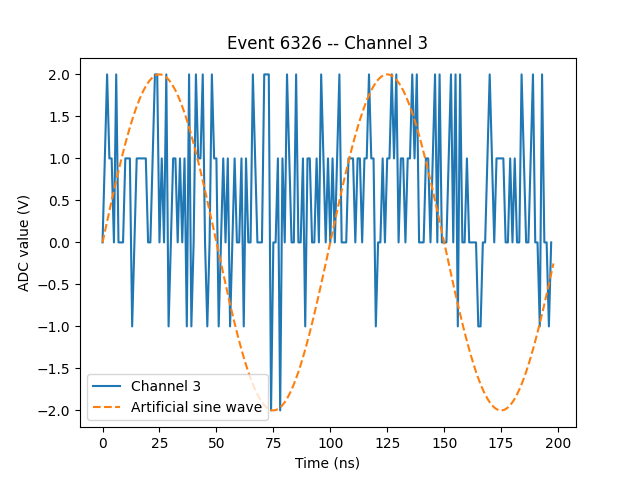 Event 6326 -- Channel 3
ADC value (V)
2.0
1.5
1.0
0.5
0.0
−0.5
−1.0
−1.5
−2.0
Channel 3
Artificial sine wave
0 25 50 75 100 125 150 175 200
Time (ns)